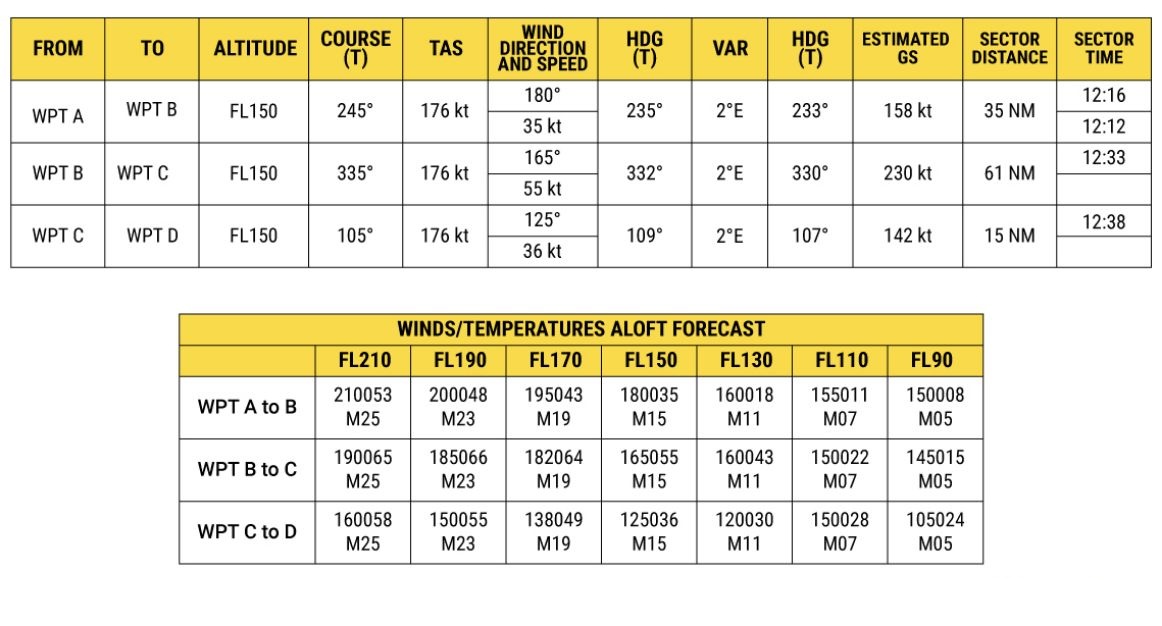 FROM TO ALTITUDE COURSE (T) TAS WIND DIRECTION AND SPEED HDG (T) VAR HDG (T) ESTIMATED GS SECTOR DISTANCE SECTOR TIME
WPT A WPT B FL150 245° 176 kt 180° 35 kt 235° 2°E 233° 158 kt 35 NM 12:16 12:12
WPT B WPT C FL150 335° 176 kt 165° 55 kt 332° 2°E 330° 230 kt 61 NM 12:33
WPT C WPT D FL150 105° 176 kt 125° 36 kt 109° 2°E 107° 142 kt 15 NM 12:38
WINDS/TEMPERATURES ALOFT FORECAST
FL210 FL190 FL170 FL150 FL130 FL110 FL90
WPT A to B 210053 M25 200048 M23 195043 M19 180035 M15 160018 M11 155011 M07 150008 M05
WPT B to C 190065 M25 185066 M23 182064 M19 165055 M15 160043 M11 150022 M07 145015 M05
WPT C to D 160058 M25 150055 M23 138049 M19 125036 M15 120030 M11 150028 M07 105024 M05